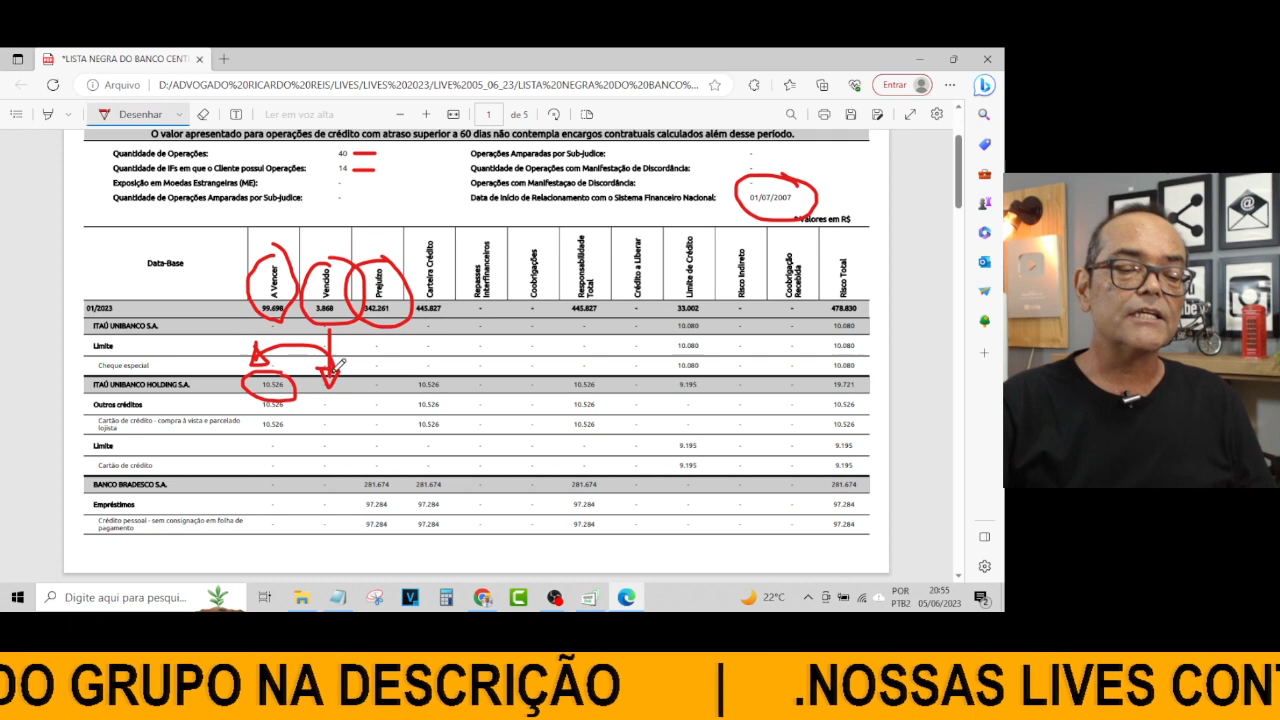 *LISTA NEGRA DO BANCO CENT
Arquivo D:/ADVOGADO%20RICARDO%20REIS/LIVES/LIVES%202023/LIVE%2005_06_23/LISTA%20NEGRA%20DO%20BANCO%... Entrar
Desenhar Ler em voz alta 1 de 5
O valor apresentado para operações de crédito com atraso superior a 60 dias não contempla encargos contratuais calculados além desse período.
Quantidade de Operações: 40 Operações Amparadas por Sub-judice: -
Quantidade de IFs em que o Cliente possui Operações: 14 Quantidade de Operações com Manifestação de Discordância: -
Exposição em Moedas Estrangeiras (ME): - Operações com Manifestaçao de Discordância: -
Quantidade de Operações Amparadas por Sub-judice: - Data de Início de Relacionamento com o Sistema Financeiro Nacional: 01/07/2007
* Valores em R$
Data-Base A Vencer Vencido Prejuízo Carteira Crédito Repasses Interfinanceiros Coobrigações Responsabilidade Total Crédito a Liberar Limite de Crédito Risco Indireto Coobrigação Recebida Risco Total
01/2023 99.698 3.868 342.261 445.827 - - 445.827 - 33.002 - - 478.830
ITAÚ UNIBANCO S.A. - - - - - - - - 10.080 - - 10.080
Limite - - - - - - - 10.080 - - 10.080
Cheque especial - - - - - - - 10.080 - - 10.080
ITAÚ UNIBANCO HOLDING S.A. 10.526 - 10.526 - - 10.526 - 9.195 - - 19.721
Outros créditos 10.526 - - 10.526 - - 10.526 - - - - 10.526
Cartão de crédito - compra à vista e parcelado 10.526 - - 10.526 - - 10.526 - - - - 10.526
lojista
Limite - - - - - - - - 9.195 - - 9.195
Cartão de crédito - - - - - - - - 9.195 - - 9.195
BANCO BRADESCO S.A. - - 281.674 281.674 - - 281.674 - - - - 281.674
Empréstimos - - 97.284 97.284 - - 97.284 - - - - 97.284
Crédito pessoal - sem consignação em folha de - - 97.284 97.284 - - 97.284 - - - - 97.284
pagamento
Digite aqui para pesqui... 22°C POR 20:55
PTB2 05/06/2023 2
DO GRUPO NA DESCRIÇÃO | .NOSSAS LIVES CONT